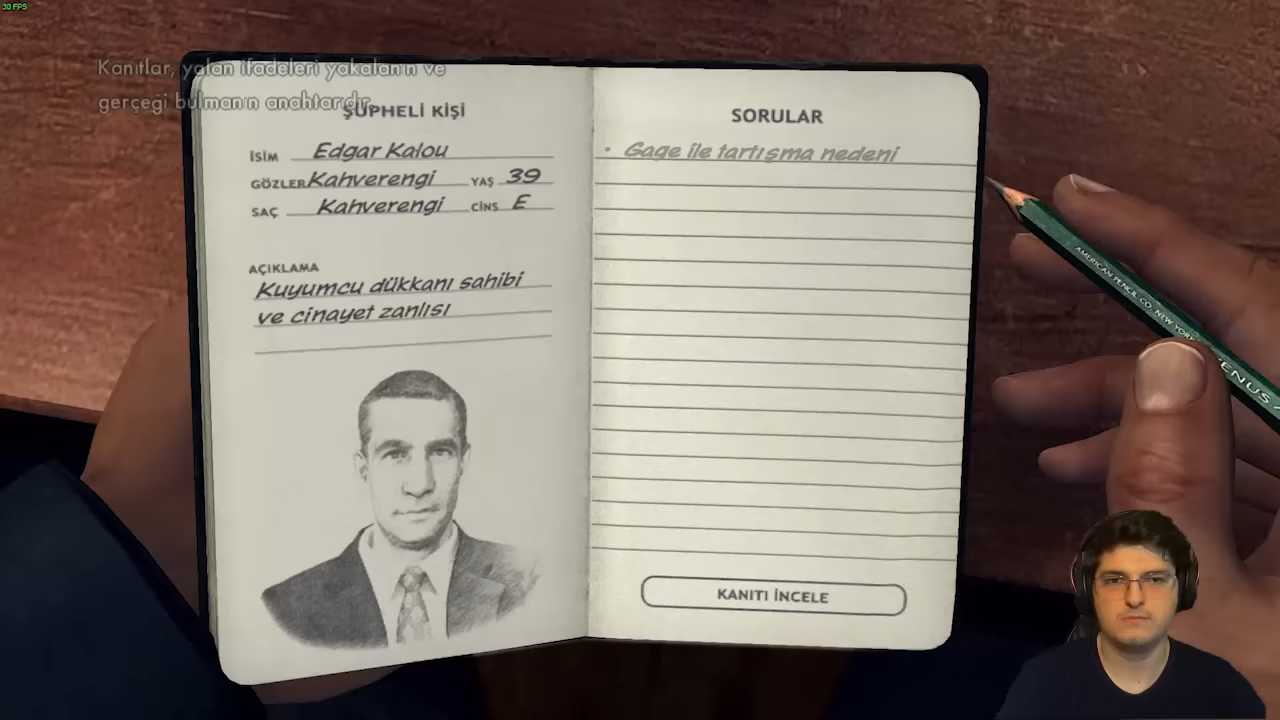 30 FPS
Kanıtlar, yalan ifadeleri yakalanın ve
gerçeği bulmanın anahtarıdır.
ŞÜPHELİ KİŞİ
İSİM Edgar Kalou
GÖZLER Kahverengi YAŞ 39
SAÇ Kahverengi CİNS E
AÇIKLAMA
Kuyumcu dükkanı sahibi
ve cinayet zanlısı
SORULAR
• Gage ile tartışma nedeni
KANITI İNCELE
AMERICAN PENCIL CO. NEW YORK
VENUS